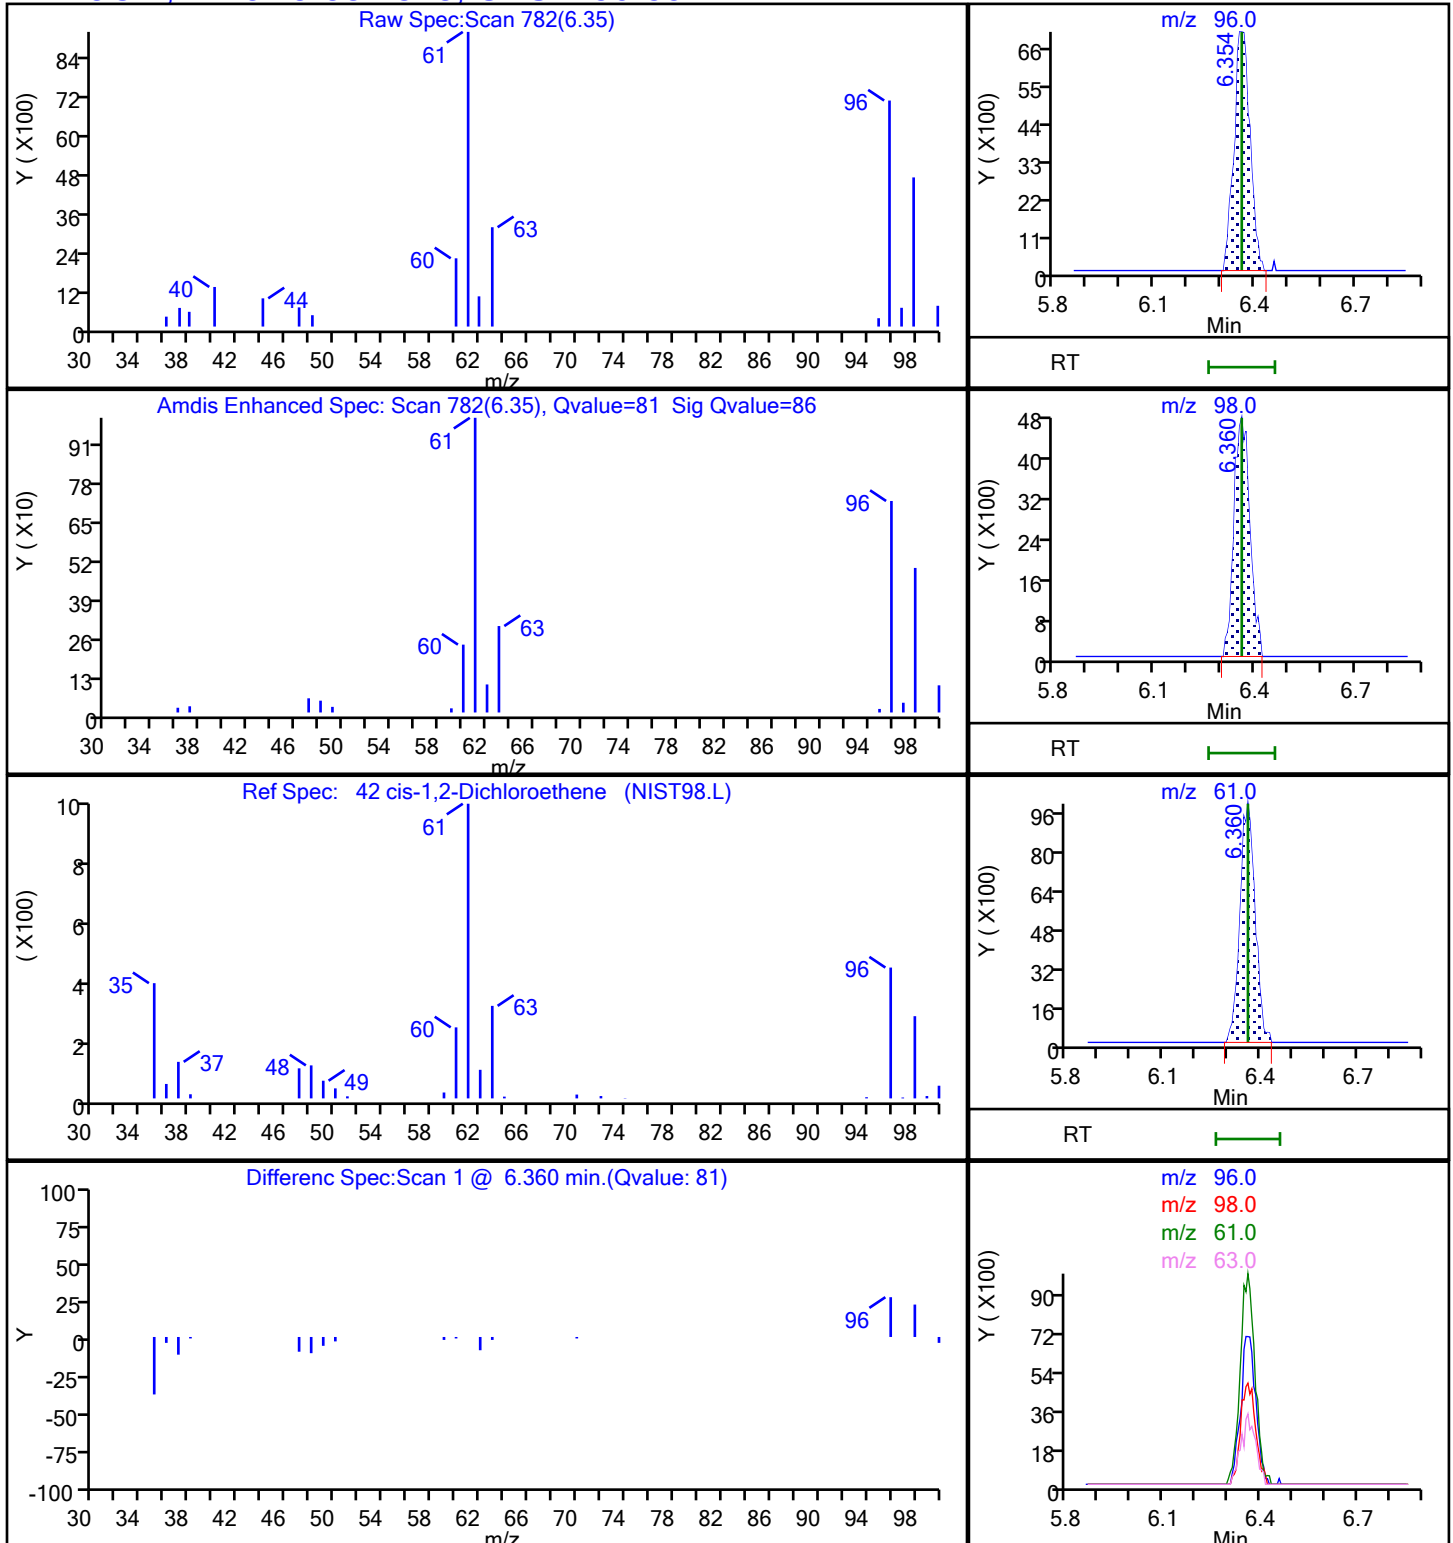 Raw Spec:Scan 782(6.35)
Y ( X100)
84
72
60
48
36
24
12
0
61
96
63
60
40
44
30 34 38 42 46 50 54 58 62 66 70 74 78 82 86 90 94 98
m/z
m/z 96.0
Y ( X100)
66
55
44
33
22
11
0
6.354
5.8 6.1 6.4 6.7
Min
RT
Amdis Enhanced Spec: Scan 782(6.35), Qvalue=81 Sig Qvalue=86
Y ( X10)
91
78
65
52
39
26
13
0
61
96
63
60
30 34 38 42 46 50 54 58 62 66 70 74 78 82 86 90 94 98
m/z
m/z 98.0
Y ( X100)
48
40
32
24
16
8
0
6.360
5.8 6.1 6.4 6.7
Min
RT
Ref Spec: 42 cis-1,2-Dichloroethene (NIST98.L)
( X100)
10
8
6
4
2
0
61
96
35
63
60
37
48
49
30 34 38 42 46 50 54 58 62 66 70 74 78 82 86 90 94 98
m/z 61.0
Y ( X100)
96
80
64
48
32
16
0
6.360
5.8 6.1 6.4 6.7
Min
RT
Differenc Spec:Scan 1 @ 6.360 min.(Qvalue: 81)
Y
100
75
50
25
0
-25
-50
-75
-100
96
30 34 38 42 46 50 54 58 62 66 70 74 78 82 86 90 94 98
m/z
m/z 96.0
m/z 98.0
m/z 61.0
m/z 63.0
Y ( X100)
90
72
54
36
18
0
5.8 6.1 6.4 6.7
Min